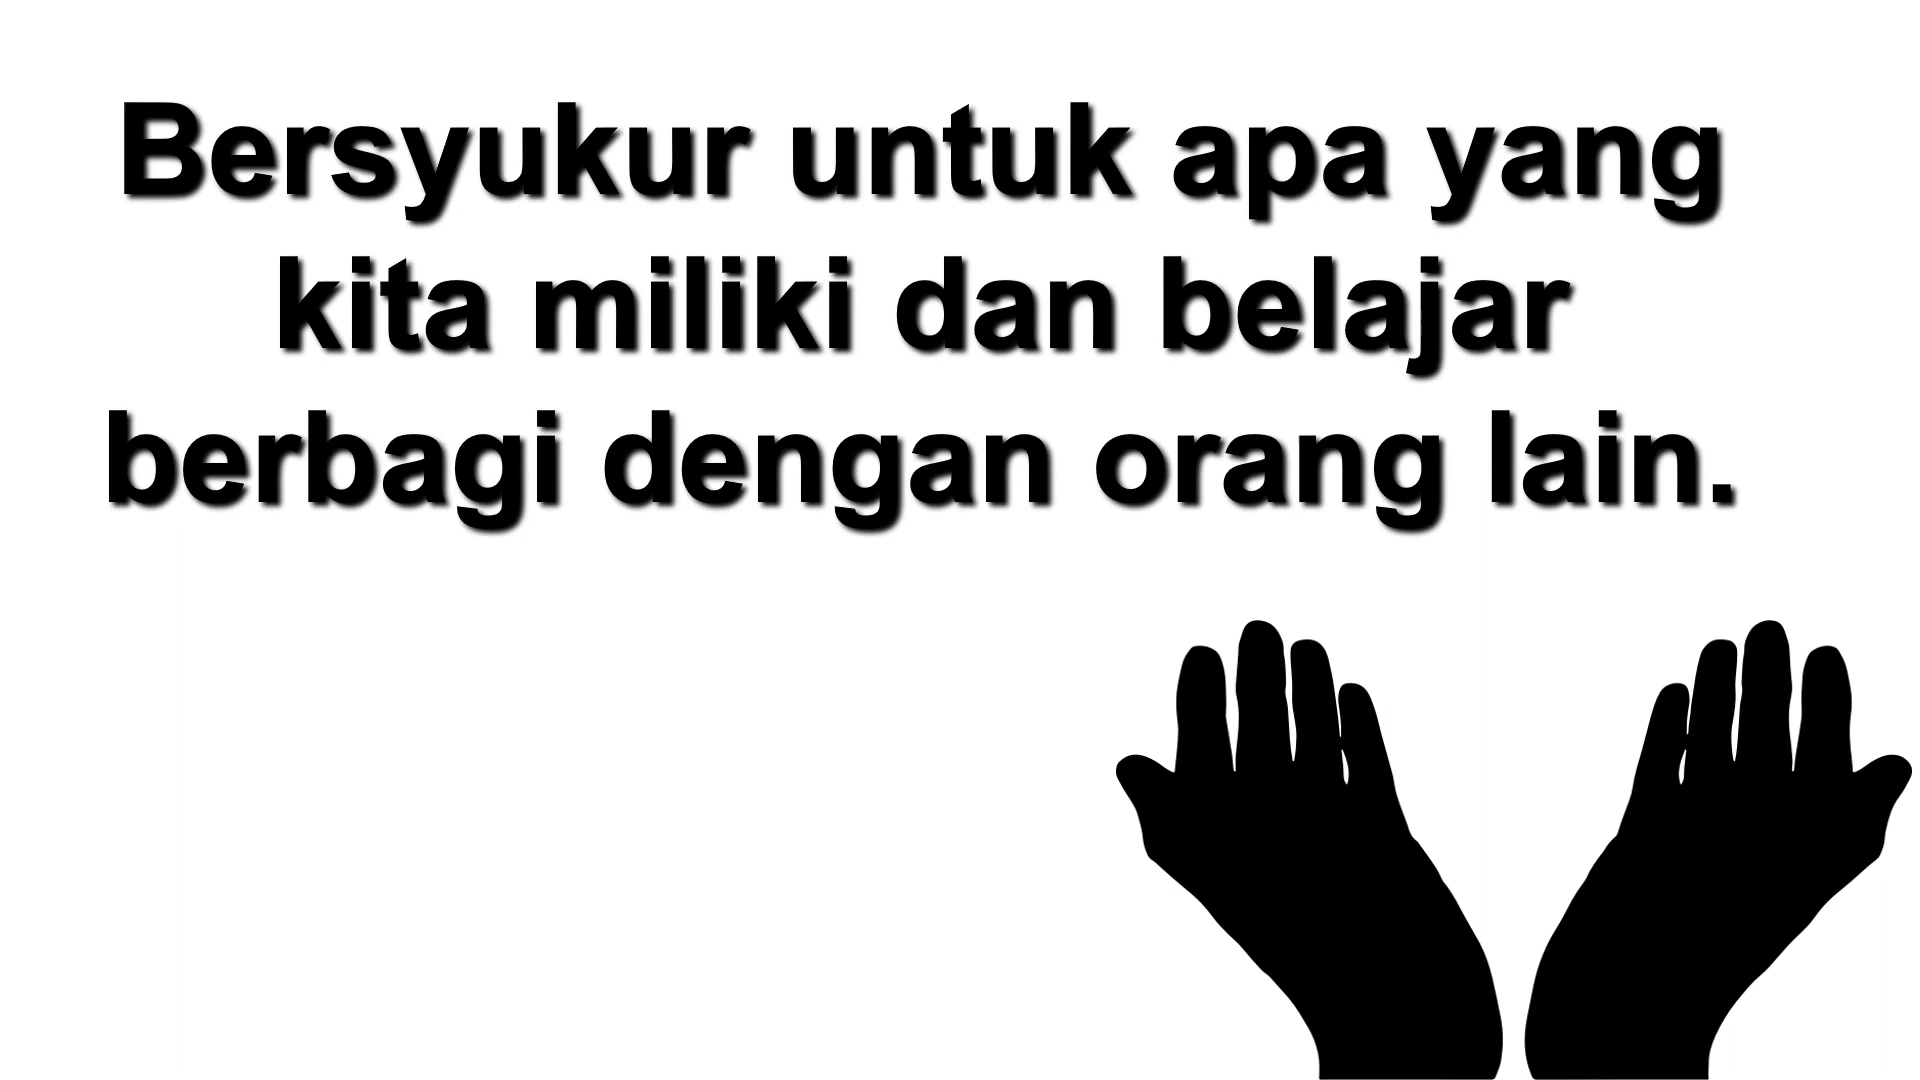 Bersyukur untuk apa yang
kita miliki dan belajar
berbagi dengan orang lain.